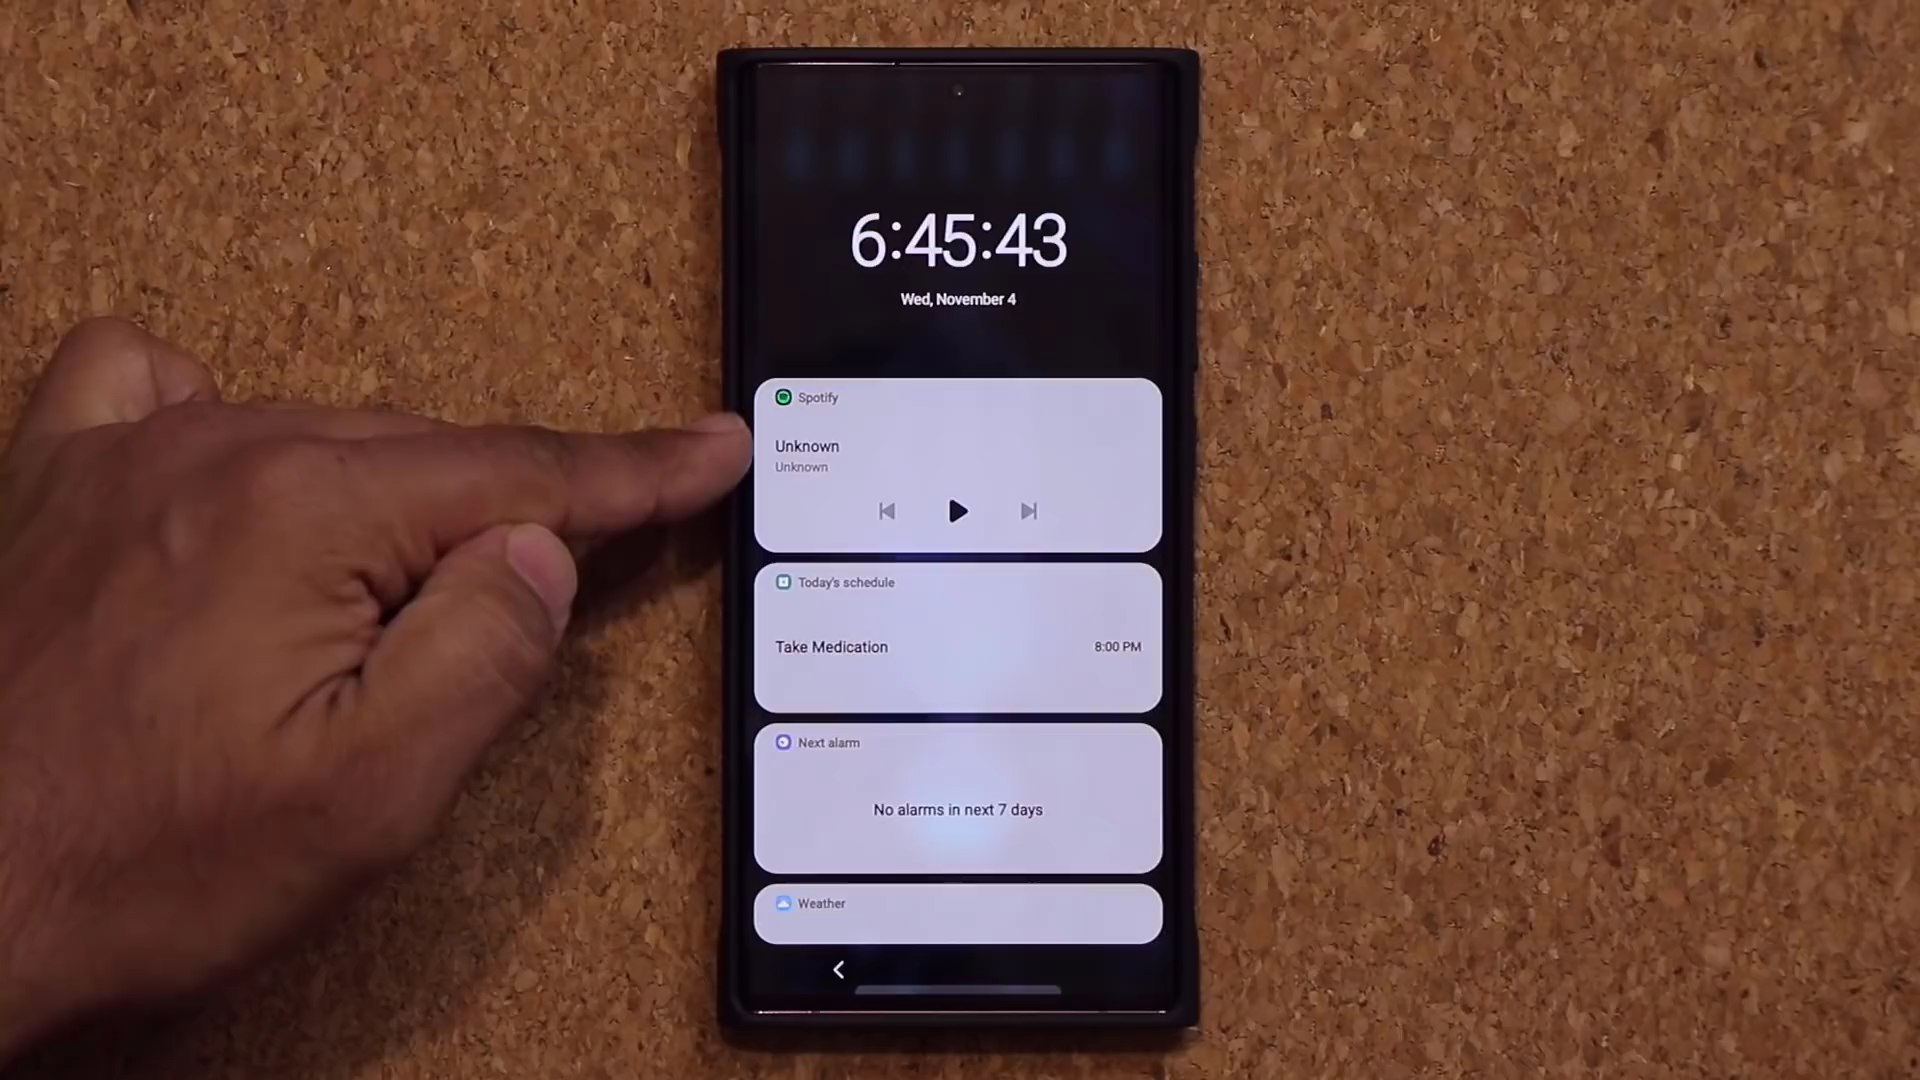 6:45:43
Wed, November 4
Spotify
Unknown
Unknown
Today's schedule
Take Medication 8:00 PM
Next alarm
No alarms in next 7 days
Weather